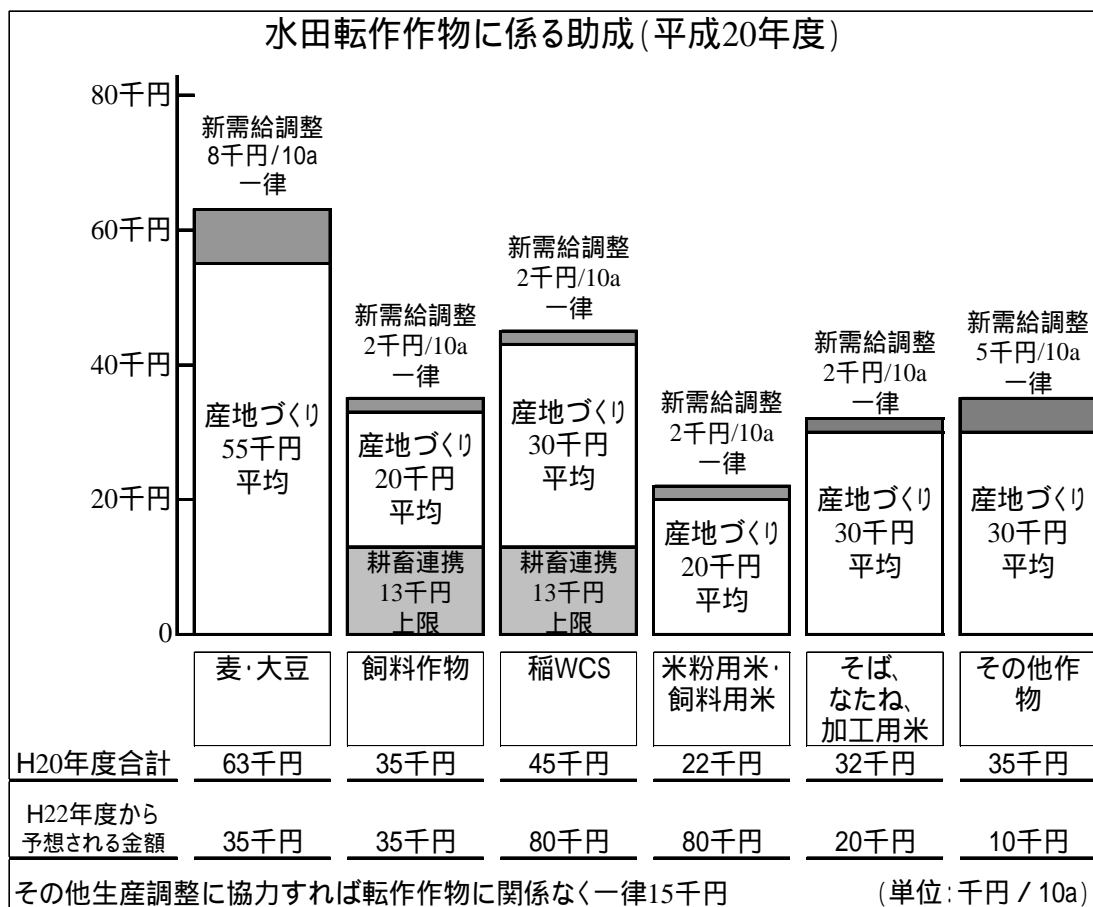 水田転作作物に係る助成(平成20年度)
80千円
60千円
40千円
20千円
0
新需給調整
8千円/10a
一律
産地づくり
55千円
平均
新需給調整
2千円/10a
一律
産地づくり
20千円
平均
耕畜連携
13千円
上限
新需給調整
2千円/10a
一律
産地づくり
30千円
平均
耕畜連携
13千円
上限
新需給調整
2千円/10a
一律
産地づくり
20千円
平均
新需給調整
2千円/10a
一律
産地づくり
30千円
平均
新需給調整
5千円/10a
一律
産地づくり
30千円
平均
麦・大豆
飼料作物
稲WCS
米粉用米・
飼料用米
そば、
なたね、
加工用米
その他作
物
H20年度合計 63千円 35千円 45千円 22千円 32千円 35千円
H22年度から
予想される金額 35千円 35千円 80千円 80千円 20千円 10千円
その他生産調整に協力すれば転作作物に関係なく一律15千円 (単位:千円/10a)